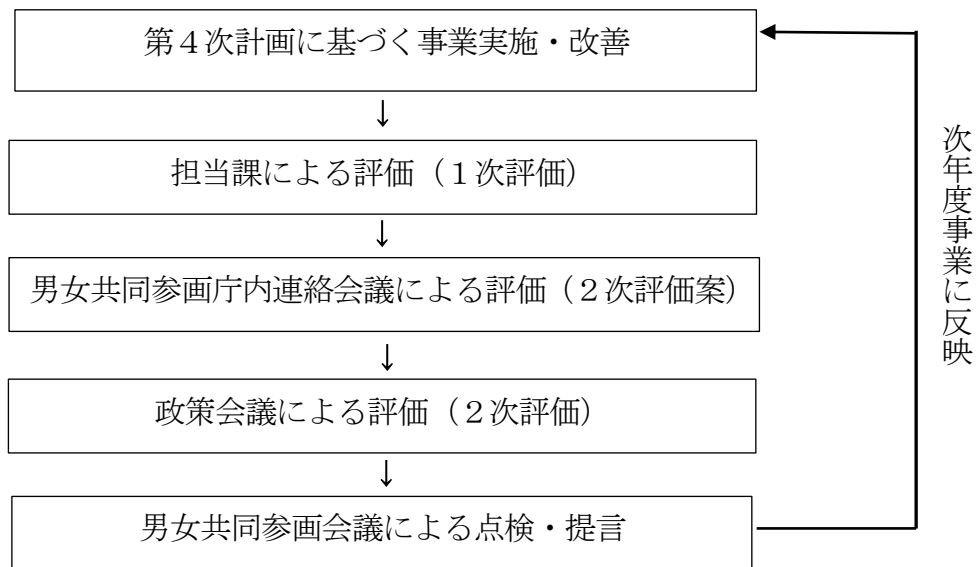 第４次計画に基づく事業実施・改善
↓
担当課による評価（１次評価）
↓
男女共同参画庁内連絡会議による評価（２次評価案）
↓
政策会議による評価（２次評価）
↓
男女共同参画会議による点検・提言
次年度事業に反映